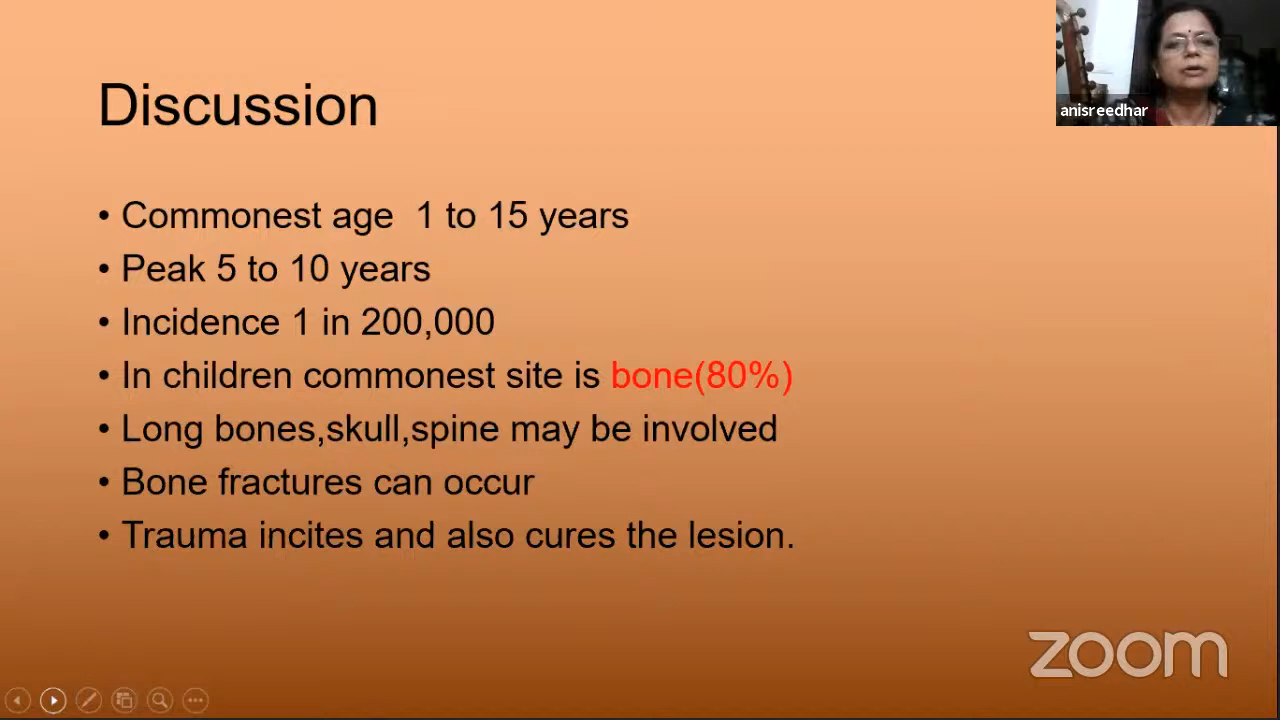 anisreedhar
Discussion
• Commonest age  1 to 15 years
• Peak 5 to 10 years
• Incidence 1 in 200,000
• In children commonest site is bone(80%)
• Long bones,skull,spine may be involved
• Bone fractures can occur
• Trauma incites and also cures the lesion.
zoom